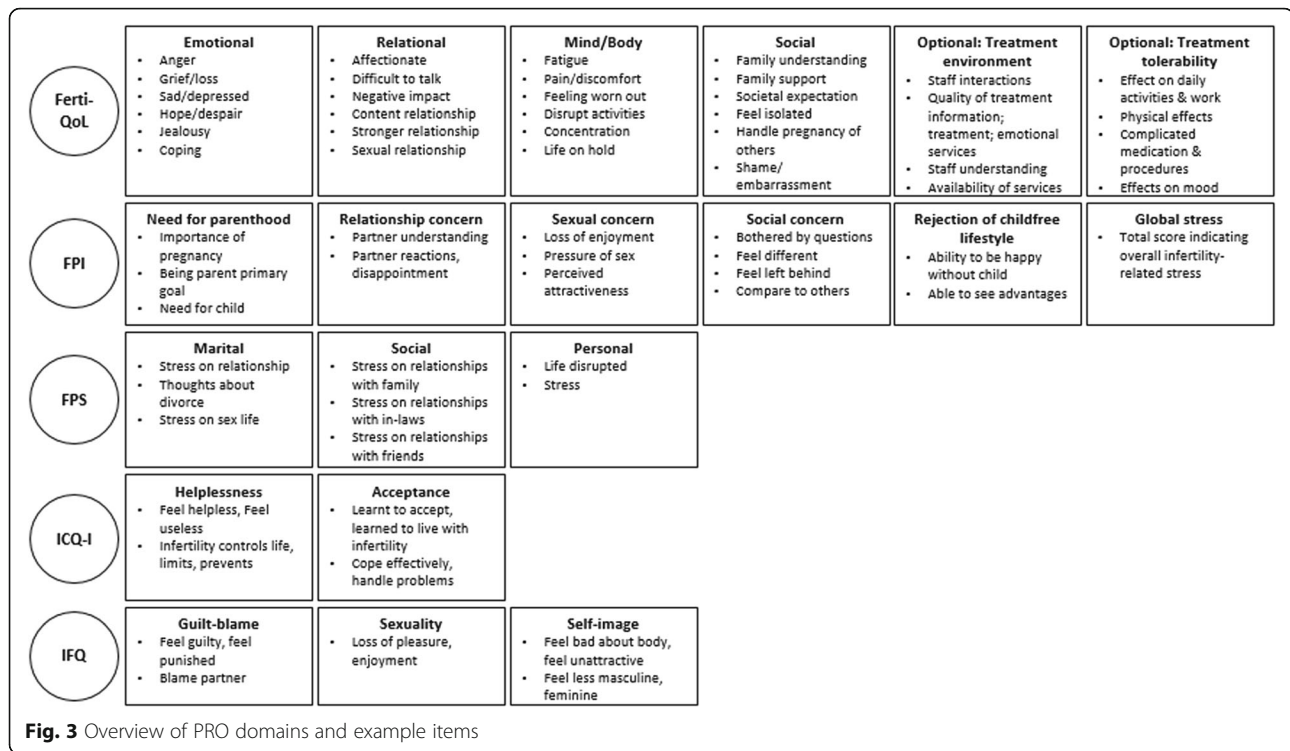 Ferti-
QoL
Emotional
• Anger
• Grief/loss
• Sad/depressed
• Hope/despair
• Jealousy
• Coping
Relational
• Affectionate
• Difficult to talk
• Negative impact
• Content relationship
• Stronger relationship
• Sexual relationship
Mind/Body
• Fatigue
• Pain/discomfort
• Feeling worn out
• Disrupt activities
• Concentration
• Life on hold
Social
• Family understanding
• Family support
• Societal expectation
• Feel isolated
• Handle pregnancy of
others
• Shame/
embarrassment
Optional: Treatment
environment
• Staff interactions
• Quality of treatment
information;
treatment; emotional
services
• Staff understanding
• Availability of services
Optional: Treatment
tolerability
• Effect on daily
activities & work
• Physical effects
• Complicated
medication &
procedures
• Effects on mood
FPI
Need for parenthood
• Importance of
pregnancy
• Being parent primary
goal
• Need for child
Relationship concern
• Partner understanding
• Partner reactions,
disappointment
Sexual concern
• Loss of enjoyment
• Pressure of sex
• Perceived
attractiveness
Social concern
• Bothered by questions
• Feel different
• Feel left behind
• Compare to others
Rejection of childfree
lifestyle
• Ability to be happy
without child
• Able to see advantages
Global stress
• Total score indicating
overall infertility-
related stress
FPS
Marital
• Stress on relationship
• Thoughts about
divorce
• Stress on sex life
Social
• Stress on relationships
with family
• Stress on relationships
with in-laws
• Stress on relationships
with friends
Personal
• Life disrupted
• Stress
ICQ-I
Helplessness
• Feel helpless, Feel
useless
• Infertility controls life,
limits, prevents
Acceptance
• Learnt to accept,
learned to live with
infertility
• Cope effectively,
handle problems
IFQ
Guilt-blame
• Feel guilty, feel
punished
• Blame partner
Sexuality
• Loss of pleasure,
enjoyment
Self-image
• Feel bad about body,
feel unattractive
• Feel less masculine,
feminine
Fig. 3 Overview of PRO domains and example items